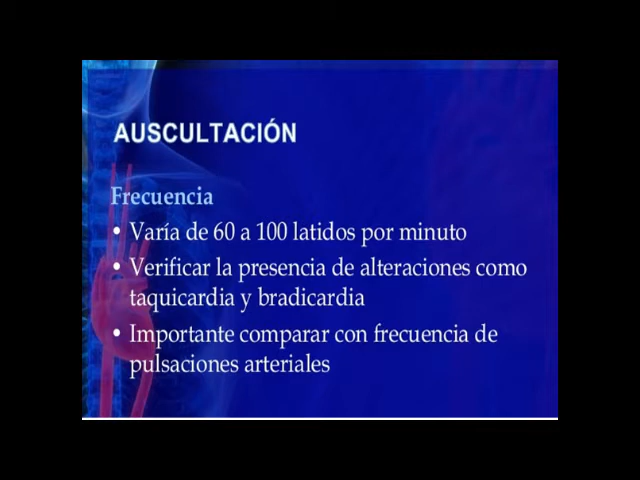 AUSCULTACIÓN
Frecuencia
• Varía de 60 a 100 latidos por minuto
• Verificar la presencia de alteraciones como
taquicardia y bradicardia
• Importante comparar con frecuencia de
pulsaciones arteriales